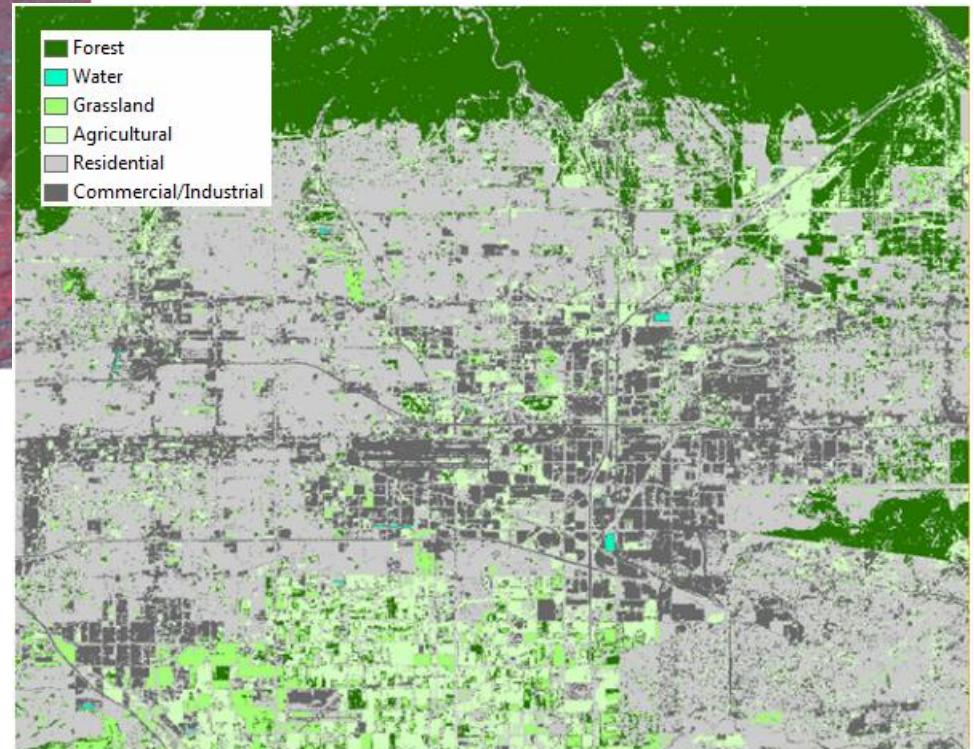 Forest
Water
Grassland
Agricultural
Residential
Commercial/Industrial